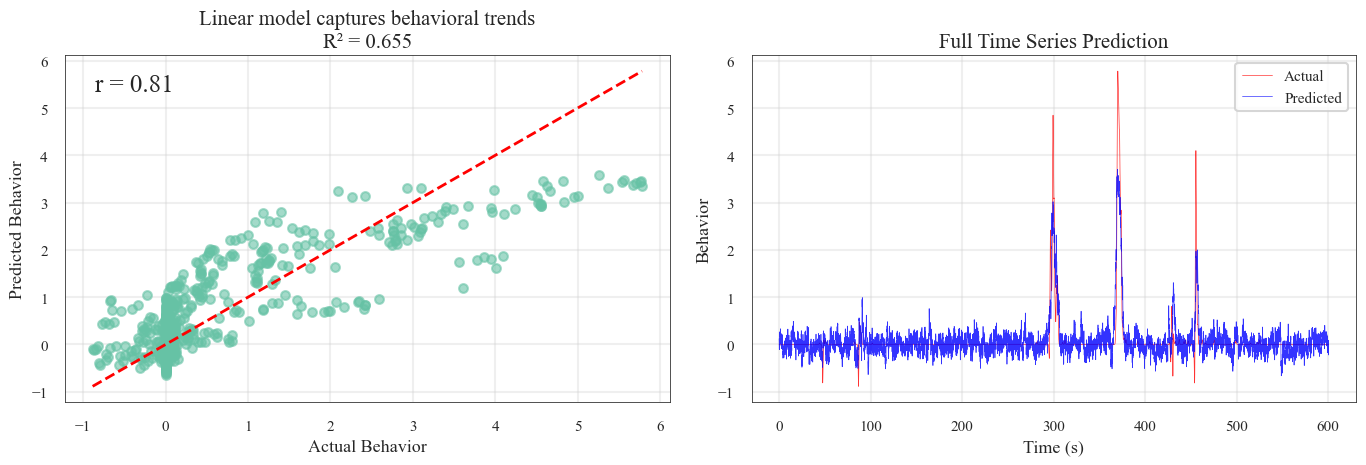 Linear model captures behavioral trends
R² = 0.655
r = 0.81
6
5
4
3
2
1
0
−1
Predicted Behavior
−1 0 1 2 3 4 5 6
Actual Behavior
Full Time Series Prediction
Actual
Predicted
6
5
4
3
2
1
0
−1
Behavior
0 100 200 300 400 500 600
Time (s)